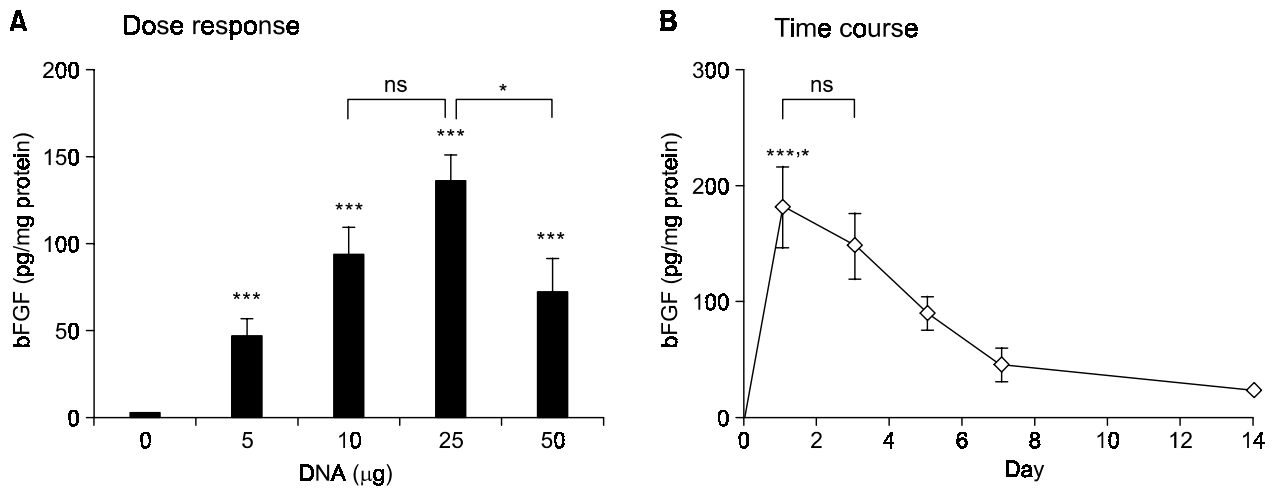 A Dose response
200
150
100
50
0
bFGF (pg/mg protein)
ns
*
***
***
***
***
0 5 10 25 50
DNA (μg)
B Time course
300
200
100
0
bFGF (pg/mg protein)
ns
***,*
0 2 4 6 8 10 12 14
Day